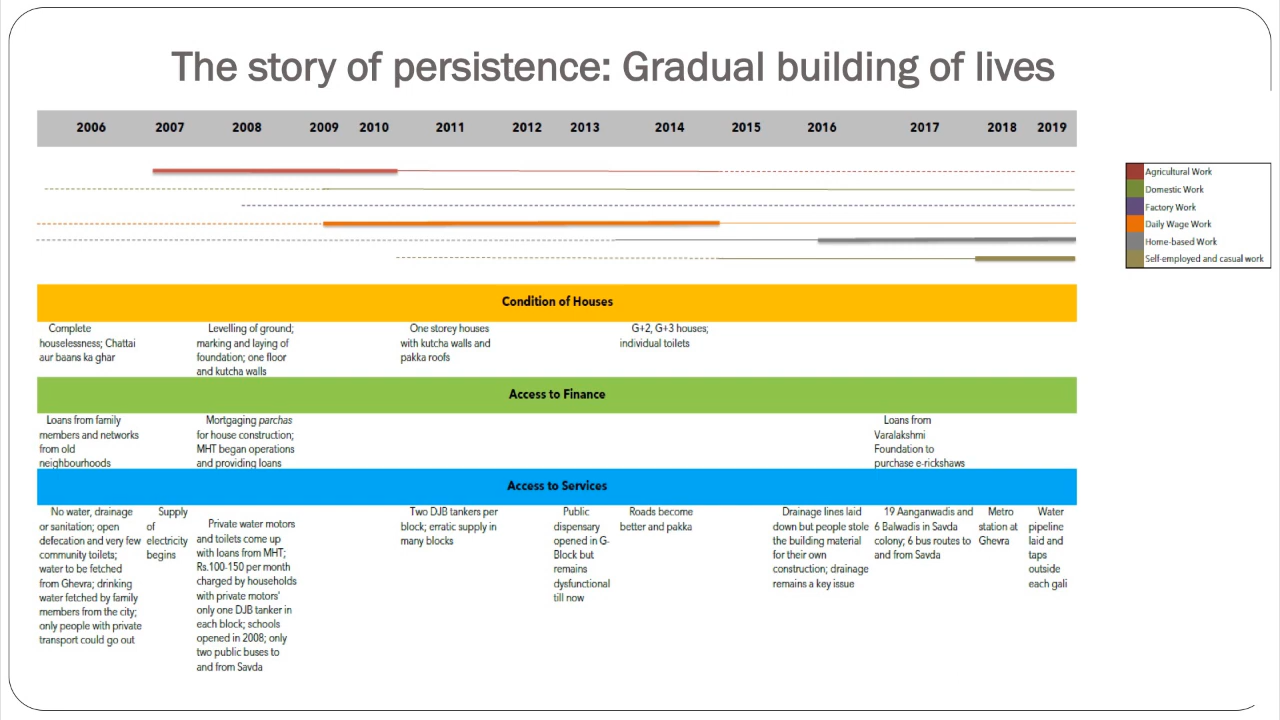 The story of persistence: Gradual building of lives
2006 2007 2008 2009 2010 2011 2012 2013 2014 2015 2016 2017 2018 2019
Agricultural Work
Domestic Work
Factory Work
Daily Wage Work
Home-based Work
Self-employed and casual work
Condition of Houses
Complete
houselessness; Chattai
aur baans ka ghar
Levelling of ground;
marking and laying of
foundation; one floor
and kutcha walls
One storey houses
with kutcha walls and
pakka roofs
G+2, G+3 houses;
individual toilets
Access to Finance
Loans from family
members and networks
from old
neighbourhoods
Mortgaging parchas
for house construction;
MHT began operations
and providing loans
Loans from
Varalakshmi
Foundation to
purchase e-rickshaws
Access to Services
No water, drainage
or sanitation; open
defecation and very few
community toilets;
water to be fetched
from Ghevra; drinking
water fetched by family
members from the city;
only people with private
transport could go out
Supply
of
electricity
begins
Private water motors
and toilets come up
with loans from MHT;
Rs.100-150 per month
charged by households
with private motors'
only one DJB tanker in
each block; schools
opened in 2008; only
two public buses to
and from Savda
Two DJB tankers per
block; erratic supply in
many blocks
Public
dispensary
opened in G-
Block but
remains
dysfunctional
till now
Roads become
better and pakka
Drainage lines laid
down but people stole
the building material
for their own
construction; drainage
remains a key issue
19 Aanganwadis and
6 Balwadis in Savda
colony; 6 bus routes to
and from Savda
Metro
station at
Ghevra
Water
pipeline
laid and
taps
outside
each gali